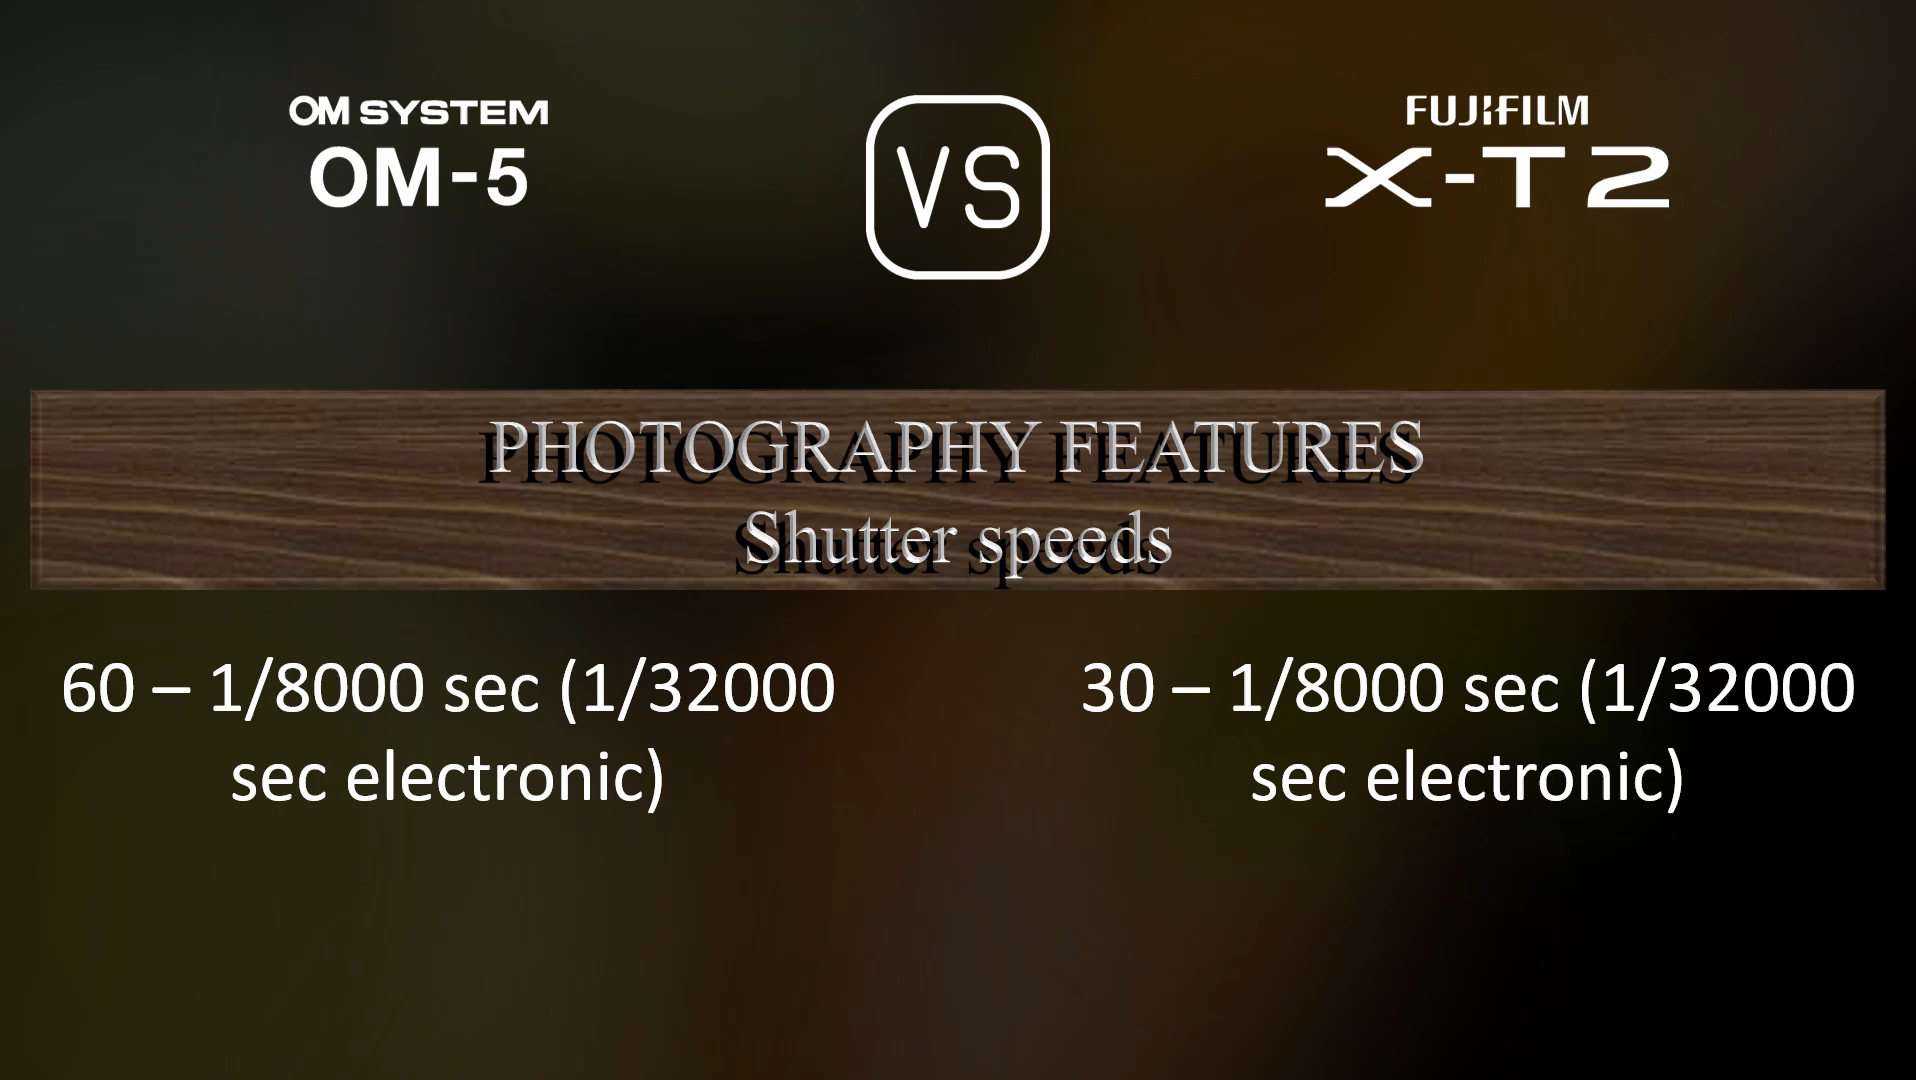 OM SYSTEM
OM-5
VS
FUJIFILM
X-T2
PHOTOGRAPHY FEATURES
Shutter speeds
60 – 1/8000 sec (1/32000
sec electronic)
30 – 1/8000 sec (1/32000
sec electronic)